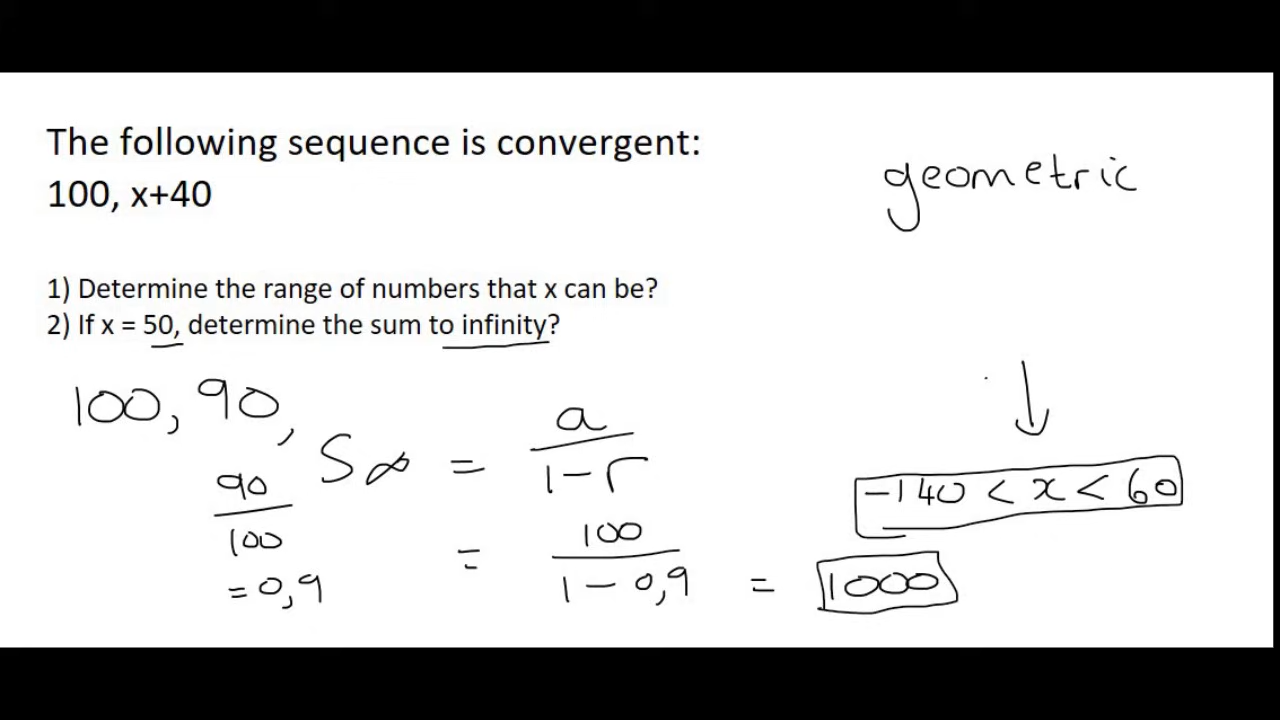 The following sequence is convergent:
100, x+40
geometric
1) Determine the range of numbers that x can be?
2) If x = 50, determine the sum to infinity?
100, 90,
90
100
= 0,9
S∞ = a
1 - r
= 100
1 - 0,9
= 1000
-140 < x < 60